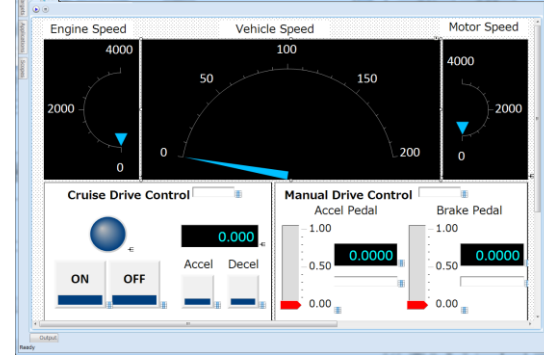 Engine Speed
Vehicle Speed
Motor Speed
4000
2000
0
100
50
150
0
200
4000
2000
0
Cruise Drive Control
0.000
ON
OFF
Accel
Decel
Manual Drive Control
Accel Pedal
Brake Pedal
1.00
0.50
0.00
0.0000
1.00
0.50
0.00
0.0000
Output
Ready